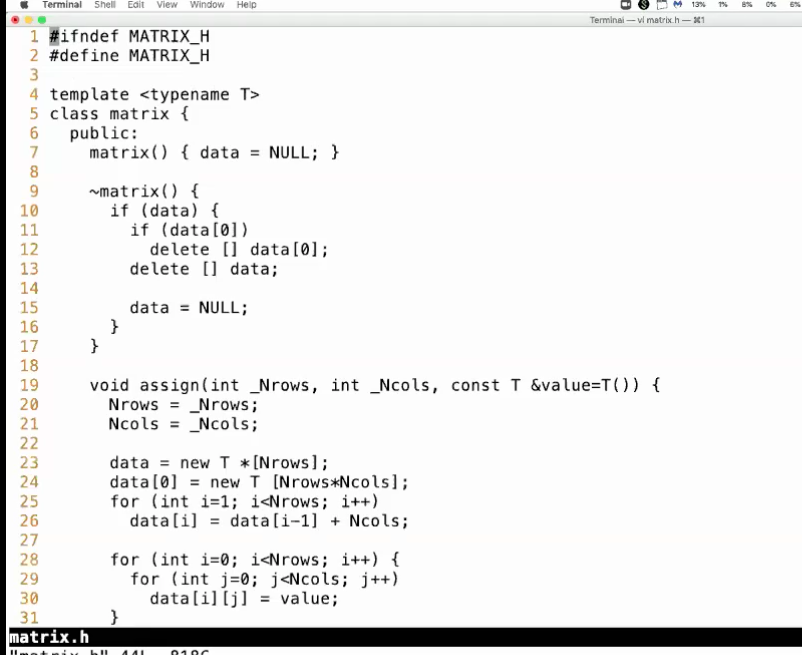 Terminal Shell Edit View Window Help 13% 1% 8% 0% 6%
Terminal — vi matrix.h — ⌘1
1 #ifndef MATRIX_H
2 #define MATRIX_H
3
4 template <typename T>
5 class matrix {
6   public:
7     matrix() { data = NULL; }
8
9     ~matrix() {
10       if (data) {
11         if (data[0])
12           delete [] data[0];
13         delete [] data;
14
15         data = NULL;
16       }
17     }
18
19     void assign(int _Nrows, int _Ncols, const T &value=T()) {
20       Nrows = _Nrows;
21       Ncols = _Ncols;
22
23       data = new T *[Nrows];
24       data[0] = new T [Nrows*Ncols];
25       for (int i=1; i<Nrows; i++)
26         data[i] = data[i-1] + Ncols;
27
28       for (int i=0; i<Nrows; i++) {
29         for (int j=0; j<Ncols; j++)
30           data[i][j] = value;
31       }
matrix.h
"matrix.h" 44L, 818C